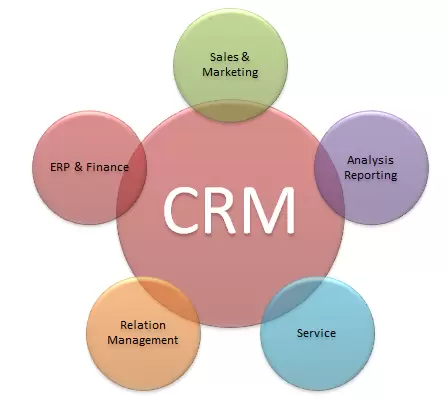 Sales &
Marketing
ERP & Finance
Analysis
Reporting
CRM
Relation
Management
Service